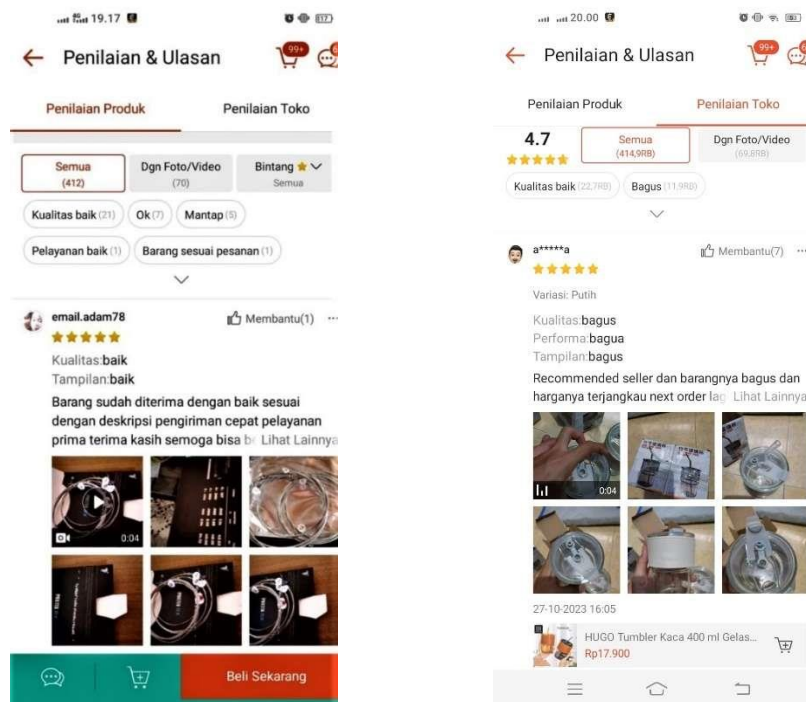 19.17
Penilaian & Ulasan
99+
Penilaian Produk
Penilaian Toko
Semua
(412)
Dgn Foto/Video
(70)
Bintang
Semua
Kualitas baik (21)
Ok (7)
Mantap (5)
Pelayanan baik (1)
Barang sesuai pesanan (1)
email.adam78
Membantu(1)
Kualitas:baik
Tampilan:baik
Barang sudah diterima dengan baik sesuai
dengan deskripsi pengiriman cepat pelayanan
prima terima kasih semoga bisa Lihat Lainnya
0:04
Beli Sekarang
20.00
Penilaian & Ulasan
99+
Penilaian Produk
Penilaian Toko
4.7
Semua
(414,9RB)
Dgn Foto/Video
(69,8RB)
Kualitas baik (22,7RB)
Bagus (11,9RB)
a*****a
Membantu(7)
Variasi: Putih
Kualitas:bagus
Performa:bagua
Tampilan:bagus
Recommended seller dan barangnya bagus dan
harganya terjangkau next order lag Lihat Lainnya
0:04
27-10-2023 16:05
HUGO Tumbler Kaca 400 ml Gelas...
Rp17.900